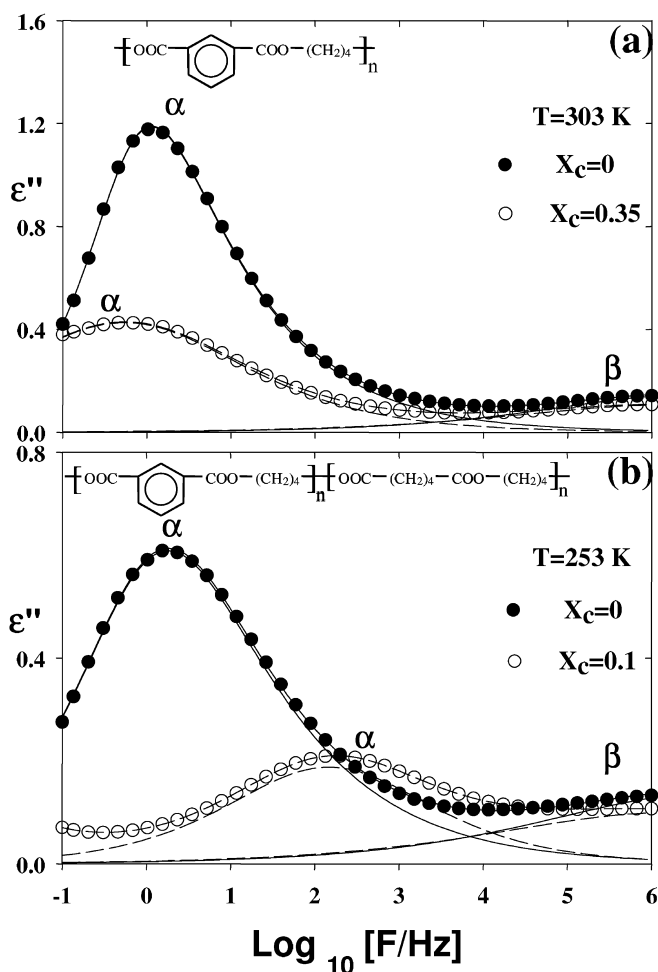 1.6
(a)
[OOC COO—(CH2)4]n
α
T=303 K
1.2
Xc=0
ε''
Xc=0.35
0.8
α
0.4
β
0.0
0.8
(b)
[OOC COO—(CH2)4]n[OOC—(CH2)4—COO—(CH2)4]n
α
T=253 K
Xc=0
ε''
Xc=0.1
0.4
α
β
0.0
-1 0 1 2 3 4 5 6
Log 10 [F/Hz]